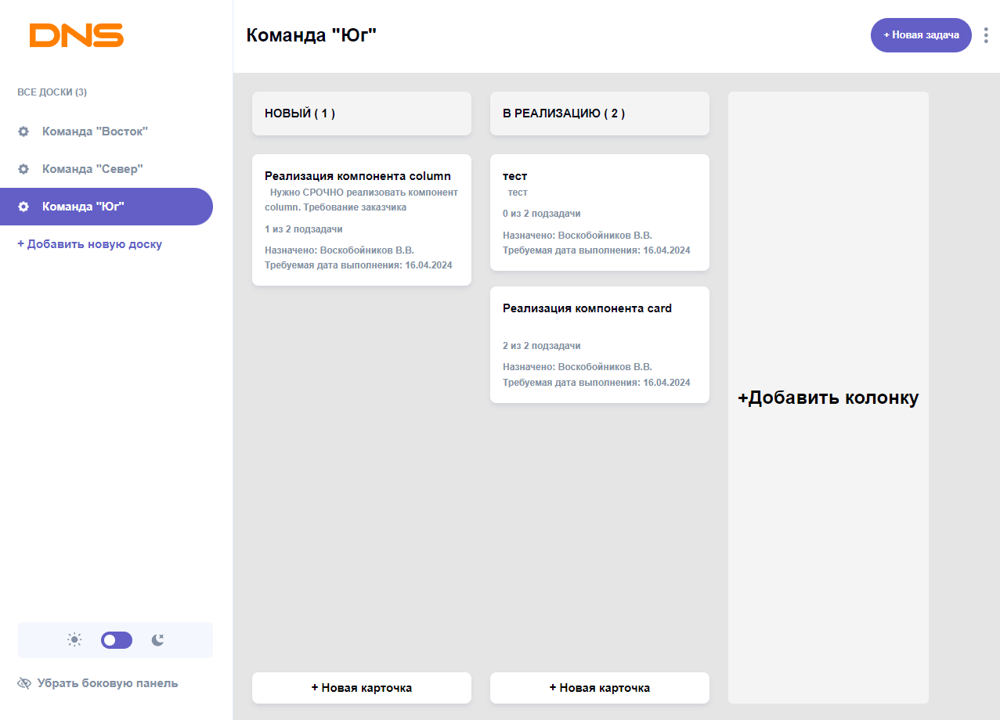 DNS
ВСЕ ДОСКИ (3)
Команда "Восток"
Команда "Север"
Команда "Юг"
+ Добавить новую доску
Убрать боковую панель
Команда "Юг"
+ Новая задача
НОВЫЙ ( 1 )
Реализация компонента column
Нужно СРОЧНО реализовать компонент
column. Требование заказчика
1 из 2 подзадачи
Назначено: Воскобойников В.В.
Требуемая дата выполнения: 16.04.2024
+ Новая карточка
В РЕАЛИЗАЦИЮ ( 2 )
тест
тест
0 из 2 подзадачи
Назначено: Воскобойников В.В.
Требуемая дата выполнения: 16.04.2024
Реализация компонента card
2 из 2 подзадачи
Назначено: Воскобойников В.В.
Требуемая дата выполнения: 16.04.2024
+ Новая карточка
+Добавить колонку